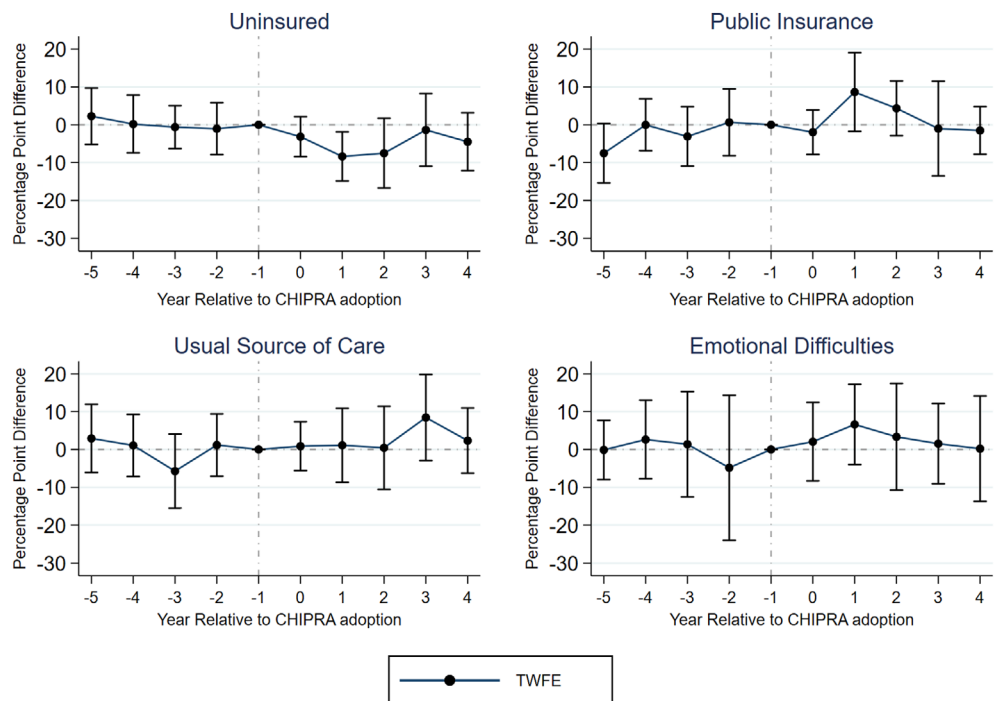 Uninsured
Percentage Point Difference
20
10
0
-10
-20
-30
-5 -4 -3 -2 -1 0 1 2 3 4
Year Relative to CHIPRA adoption
Public Insurance
Percentage Point Difference
20
10
0
-10
-20
-30
-5 -4 -3 -2 -1 0 1 2 3 4
Year Relative to CHIPRA adoption
Usual Source of Care
Percentage Point Difference
20
10
0
-10
-20
-30
-5 -4 -3 -2 -1 0 1 2 3 4
Year Relative to CHIPRA adoption
Emotional Difficulties
Percentage Point Difference
20
10
0
-10
-20
-30
-5 -4 -3 -2 -1 0 1 2 3 4
Year Relative to CHIPRA adoption
TWFE